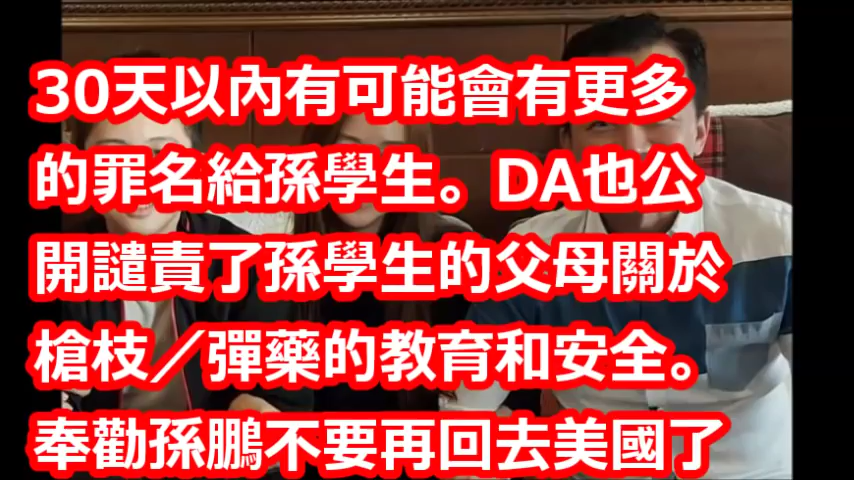 30天以內有可能會有更多
的罪名給孫學生。DA也公
開譴責了孫學生的父母關於
槍枝／彈藥的教育和安全。
奉勸孫鵬不要再回去美國了